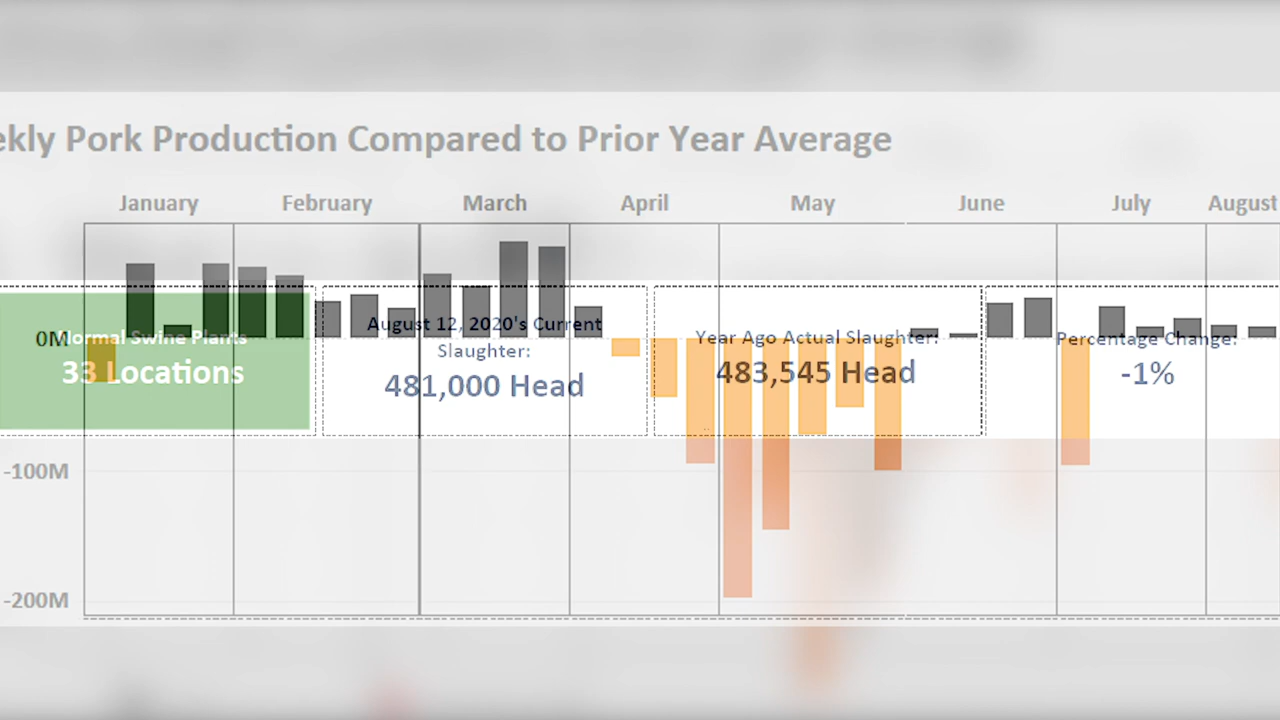 ekly Pork Production Compared to Prior Year Average
January February March April May June July August
0M
Normal Swine Plants
33 Locations
August 12, 2020's Current
Slaughter:
481,000 Head
Year Ago Actual Slaughter:
483,545 Head
Percentage Change:
-1%
-100M
-200M